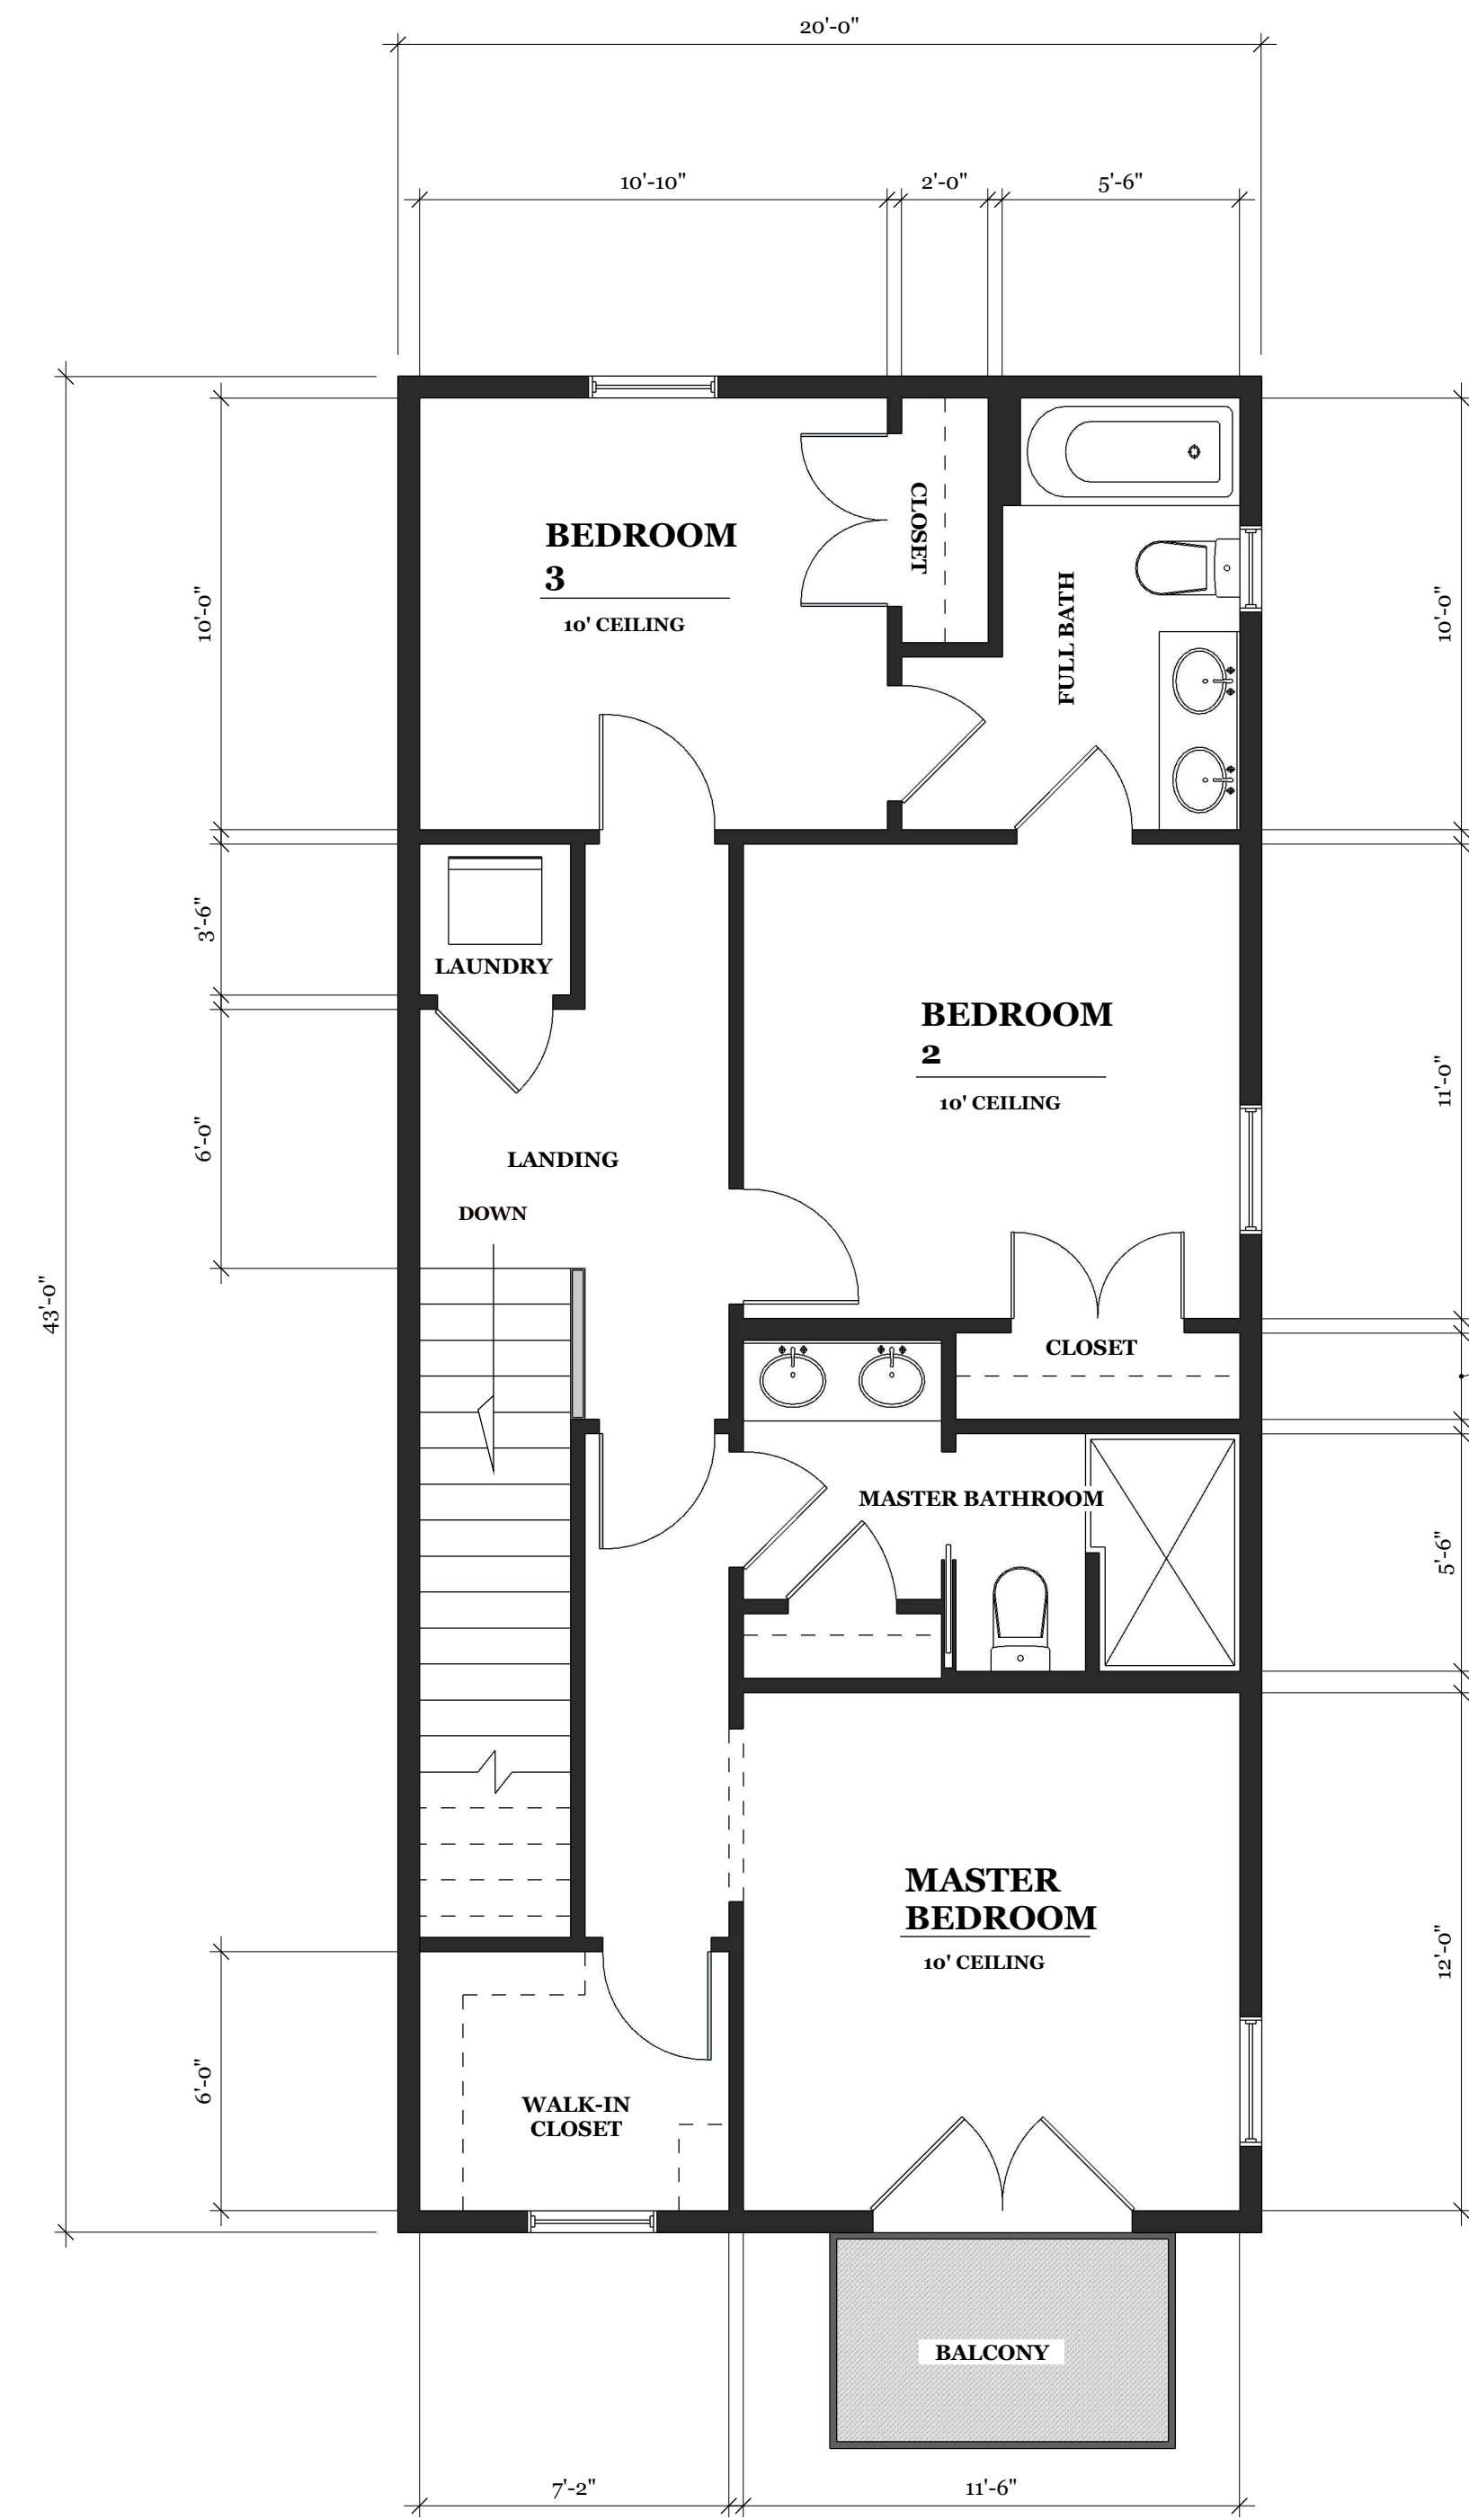 20'-0"
10'-10"
2'-0"
5'-6"
BEDROOM
3
10' CEILING
CLOSET
FULL BATH
10'-0"
10'-0"
3'-6"
LAUNDRY
BEDROOM
2
10' CEILING
11'-0"
6'-0"
LANDING
DOWN
43'-0"
CLOSET
MASTER BATHROOM
5'-6"
MASTER
BEDROOM
10' CEILING
12'-0"
6'-0"
WALK-IN
CLOSET
BALCONY
7'-2"
11'-6"